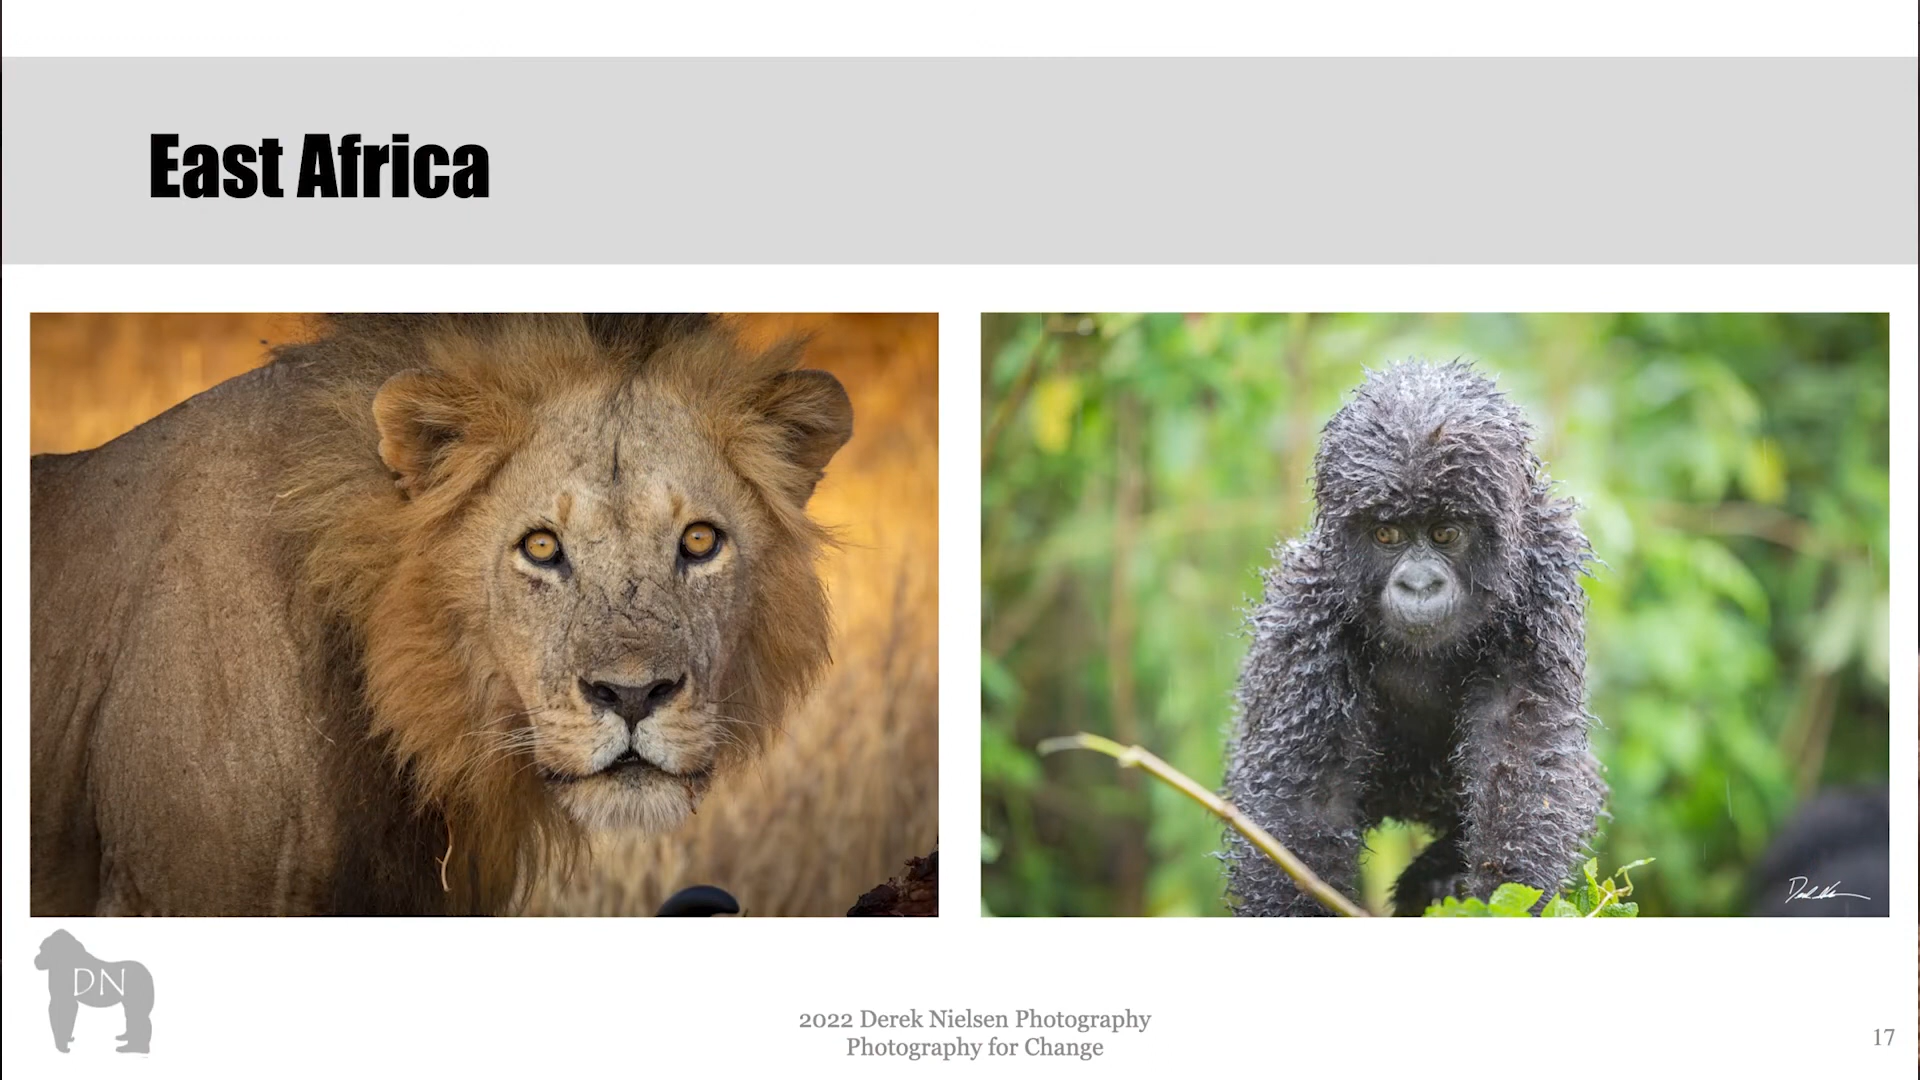 East Africa
DN
2022 Derek Nielsen Photography
Photography for Change
17